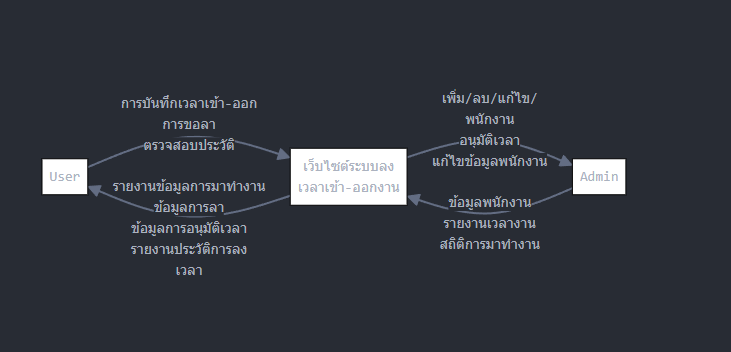 การบันทึกเวลาเข้า-ออก
การขอลา
ตรวจสอบประวัติ
เพิ่ม/ลบ/แก้ไข/
พนักงาน
อนุมัติเวลา
แก้ไขข้อมูลพนักงาน
User
เว็บไซต์ระบบลง
เวลาเข้า-ออกงาน
Admin
รายงานข้อมูลการมาทำงาน
ข้อมูลการลา
ข้อมูลการอนุมัติเวลา
รายงานประวัติการลง
เวลา
ข้อมูลพนักงาน
รายงานเวลางาน
สถิติการมาทำงาน